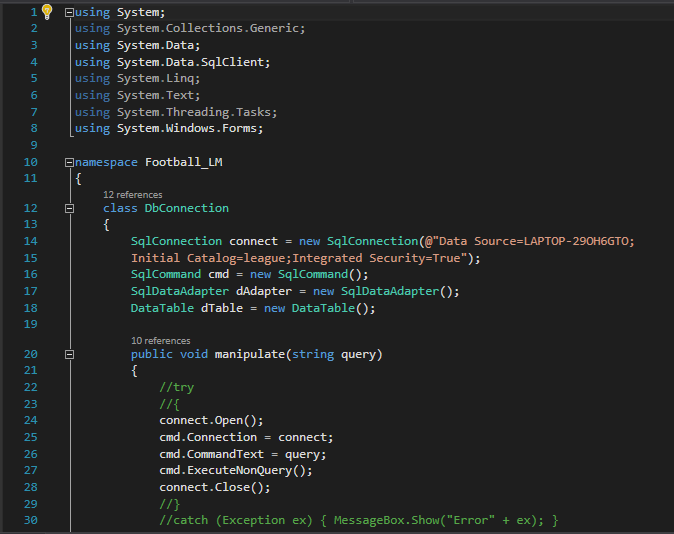 1 using System;
2 using System.Collections.Generic;
3 using System.Data;
4 using System.Data.SqlClient;
5 using System.Linq;
6 using System.Text;
7 using System.Threading.Tasks;
8 using System.Windows.Forms;
9
10 namespace Football_LM
11 {
12 references
12 class DbConnection
13 {
14 SqlConnection connect = new SqlConnection(@"Data Source=LAPTOP-29OH6GTO;
15 Initial Catalog=league;Integrated Security=True");
16 SqlCommand cmd = new SqlCommand();
17 SqlDataAdapter dAdapter = new SqlDataAdapter();
18 DataTable dTable = new DataTable();
19
10 references
20 public void manipulate(string query)
21 {
22 //try
23 //{
24 connect.Open();
25 cmd.Connection = connect;
26 cmd.CommandText = query;
27 cmd.ExecuteNonQuery();
28 connect.Close();
29 //}
30 //catch (Exception ex) { MessageBox.Show("Error" + ex); }